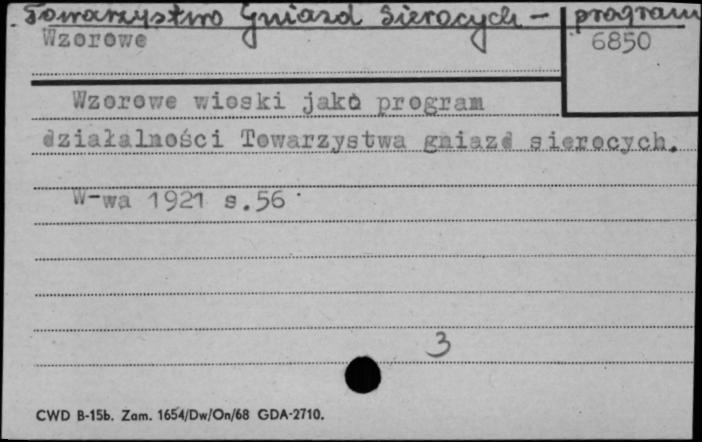 Towarzystwo Gniazd Sierocych - program
Wzorowe
6850
Wzorowe wioski jako program
działalności Towarzystwa gniazd sierocych.
W-wa 1921 s.56
3
CWD B-15b. Zam. 1654/Dw/On/68 GDA-2710.